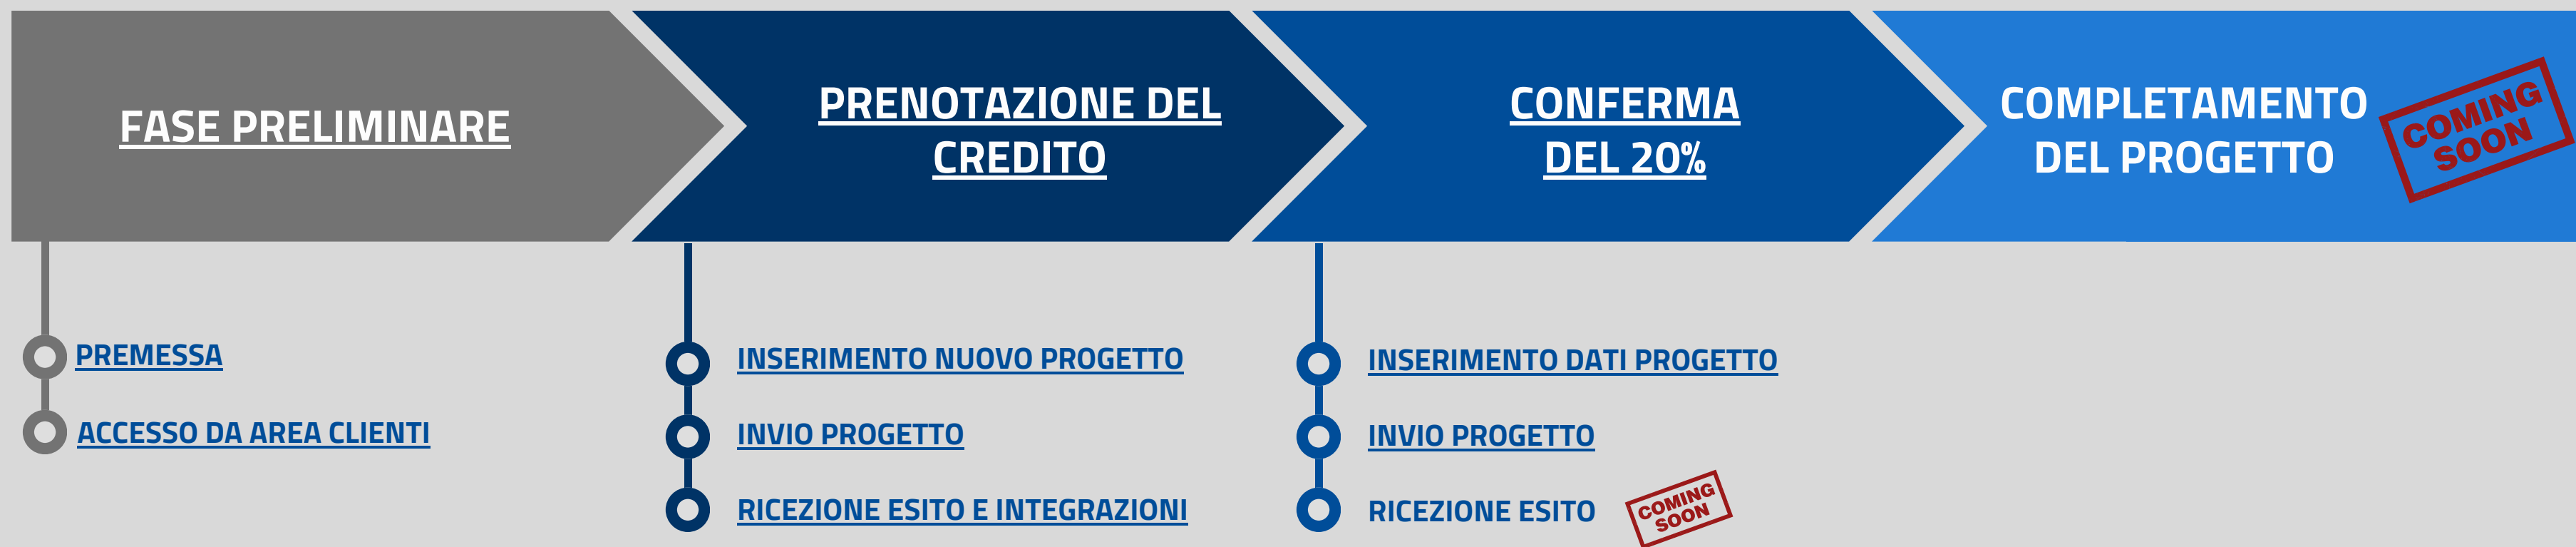 FASE PRELIMINARE
PRENOTAZIONE DEL
CREDITO
CONFERMA
DEL 20%
COMPLETAMENTO
DEL PROGETTO
COMING
SOON
PREMESSA
ACCESSO DA AREA CLIENTI
INSERIMENTO NUOVO PROGETTO
INVIO PROGETTO
RICEZIONE ESITO E INTEGRAZIONI
INSERIMENTO DATI PROGETTO
INVIO PROGETTO
RICEZIONE ESITO
COMING
SOON